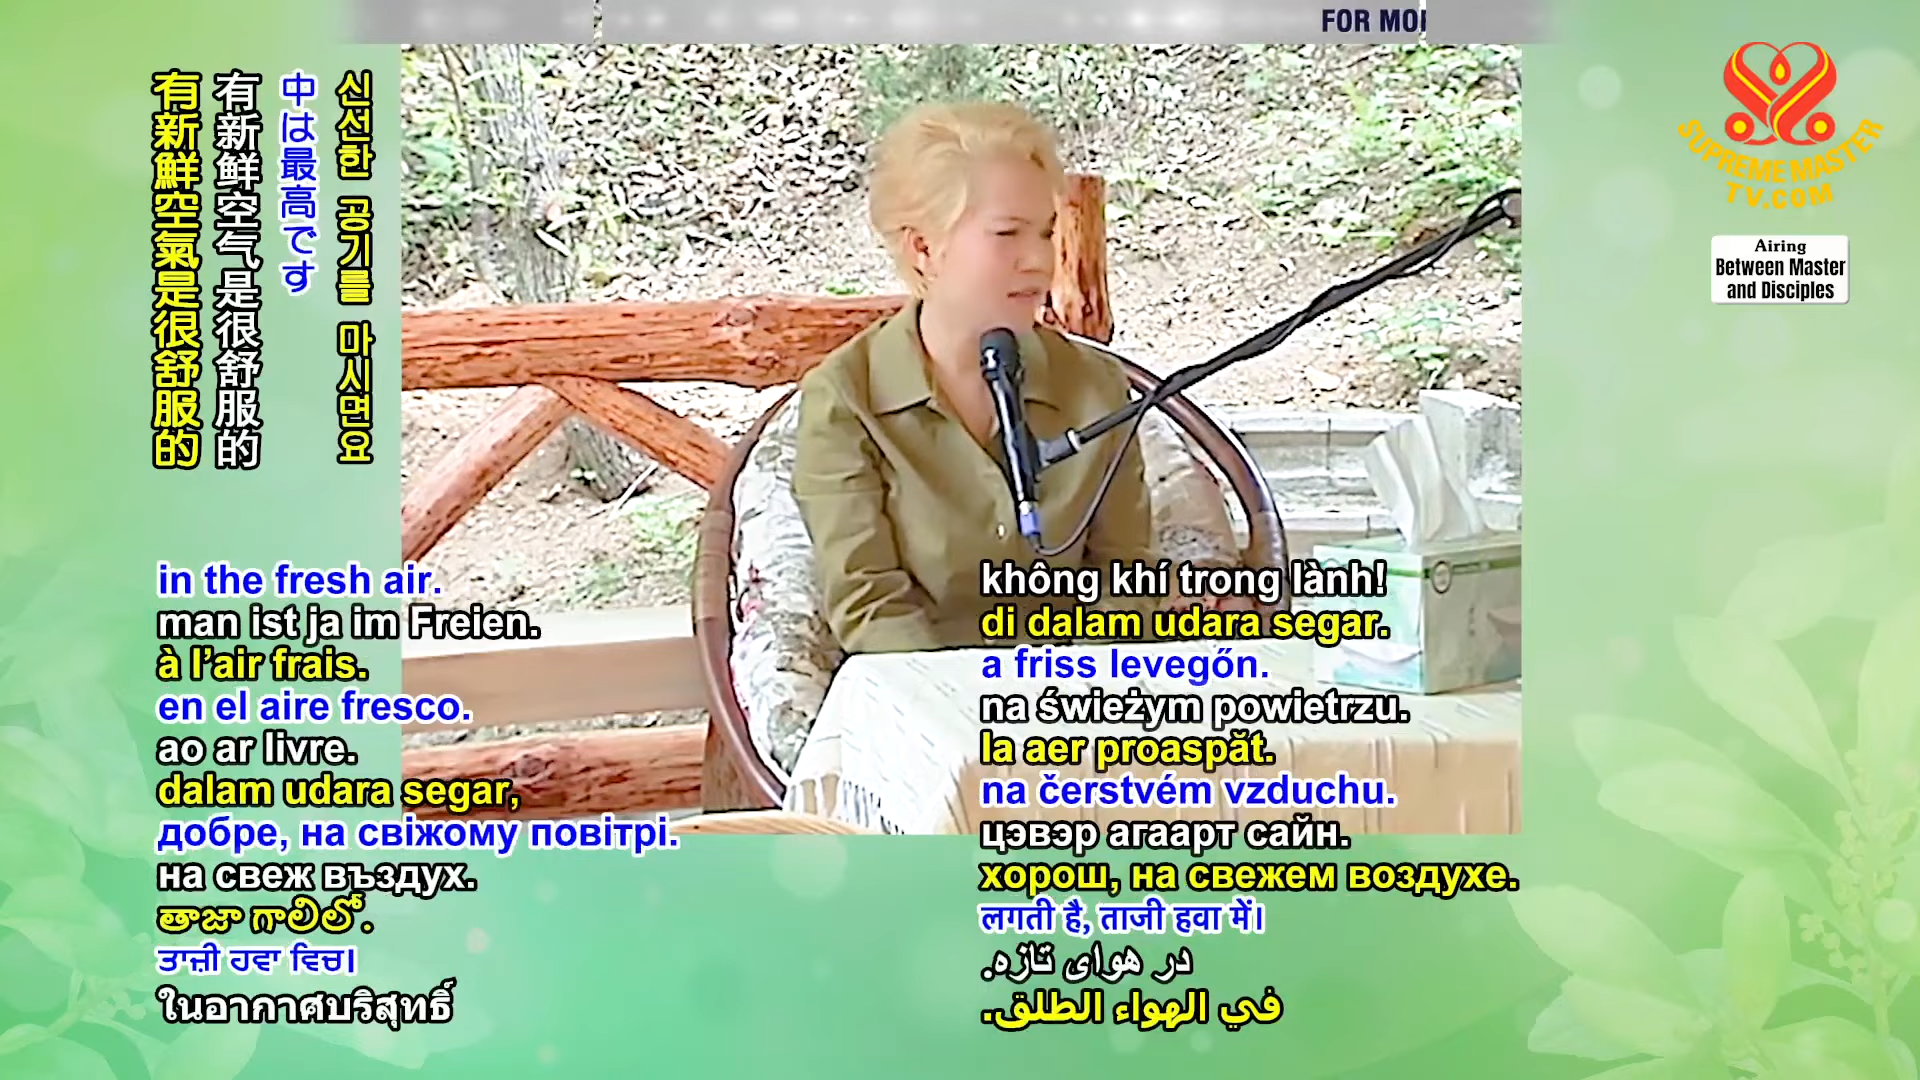 FOR MO
SUPREME MASTER
TV.COM
Airing
Between Master
and Disciples
신선한 공기를 마시면요
中は最高です
有新鲜空气是很舒服的
有新鮮空氣是很舒服的
in the fresh air.
man ist ja im Freien.
à l'air frais.
en el aire fresco.
ao ar livre.
dalam udara segar,
добре, на свіжому повітрі.
на свеж въздух.
తాజా గాలిలో.
ਤਾਜ਼ੀ ਹਵਾ ਵਿਚ।
ในอากาศบริสุทธิ์
không khí trong lành!
di dalam udara segar.
a friss levegőn.
na świeżym powietrzu.
la aer proaspăt.
na čerstvém vzduchu.
цэвэр агаарт сайн.
хорош, на свежем воздухе.
लगती है, ताजी हवा में।
در هوای تازه.
في الهواء الطلق.